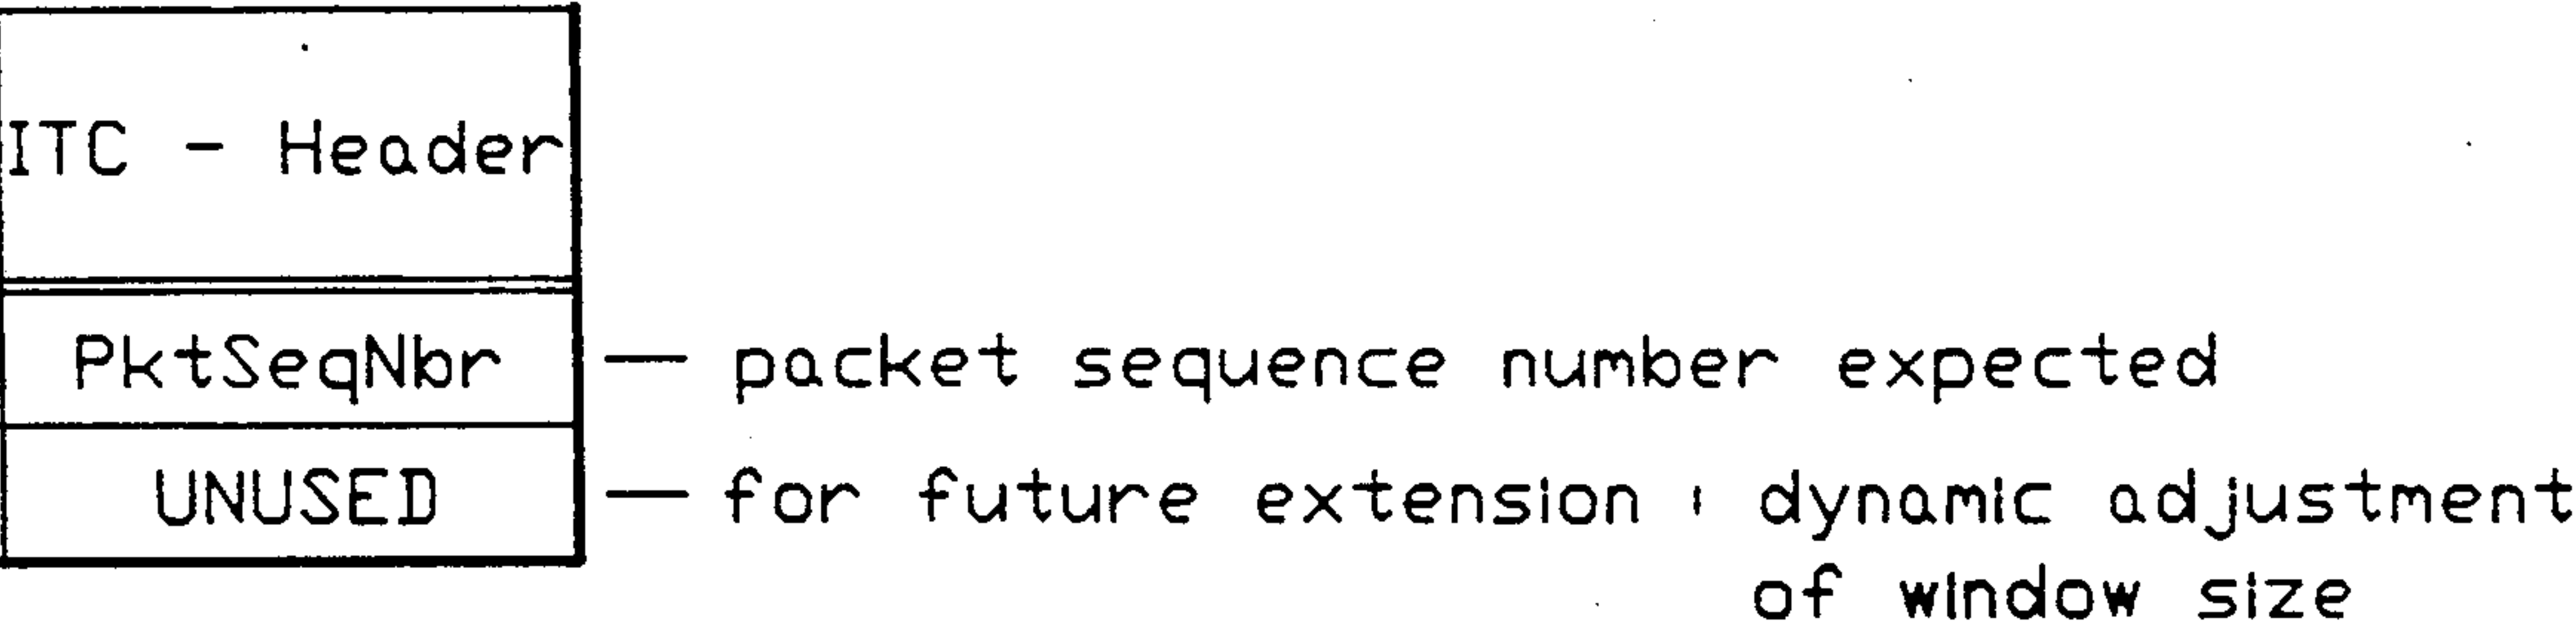 ITC - Header
PktSeqNbr — packet sequence number expected
UNUSED — for future extension : dynamic adjustment
of window size